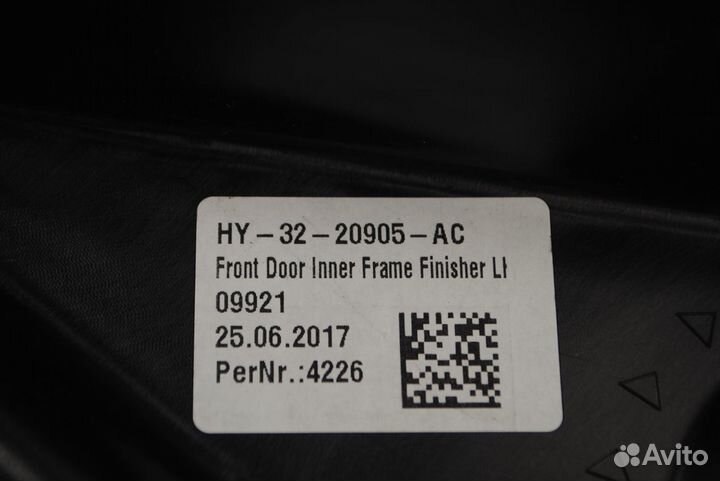 HY-32-20905-AC
Front Door Inner Frame Finisher LH
09921
25.06.2017
PerNr.:4226
Avito